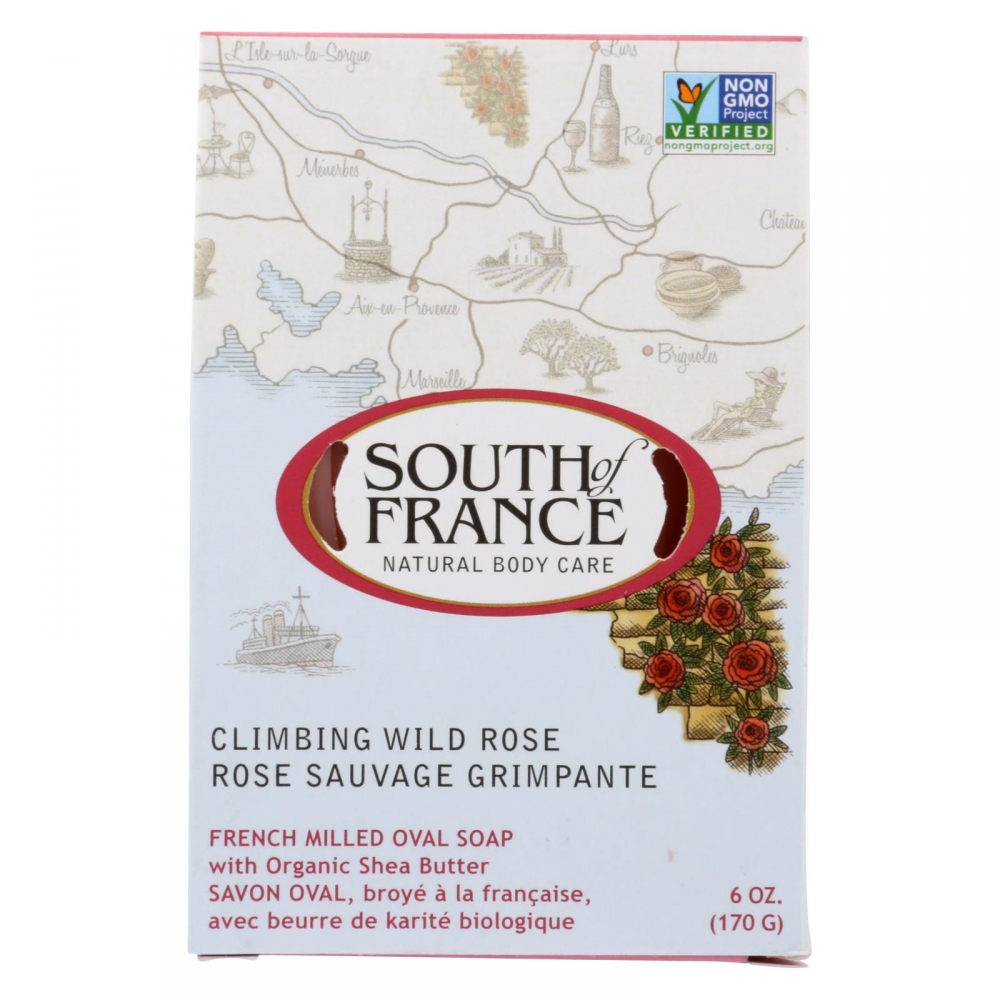 L'Isle-sur-la-Sorgue
Lurs
NON
GMO
Project
VERIFIED
nongmoproject.org
Riez
Ménerbes
Aix-en-Provence
Brignoles
Marseille
SOUTH of
FRANCE
NATURAL BODY CARE
CLIMBING WILD ROSE
ROSE SAUVAGE GRIMPANTE
FRENCH MILLED OVAL SOAP
with Organic Shea Butter
SAVON OVAL, broyé à la française,
avec beurre de karité biologique
6 OZ.
(170 G)